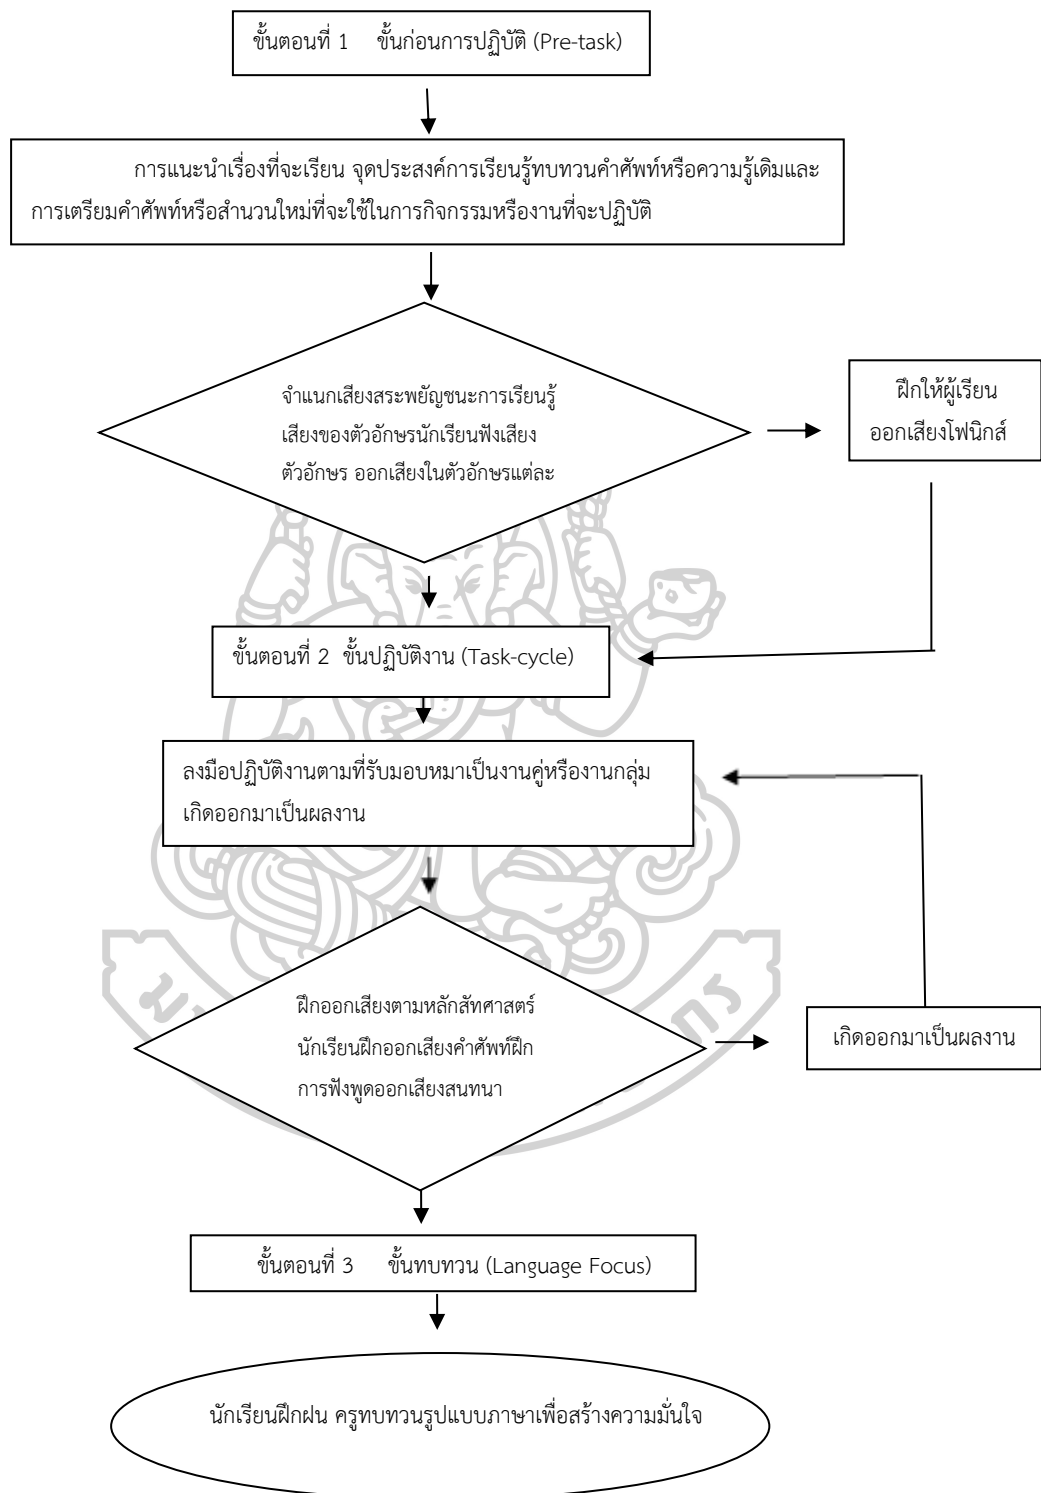 ขั้นตอนที่ 1 ขั้นก่อนการปฏิบัติ (Pre-task)
การแนะนำเรื่องที่จะเรียน จุดประสงค์การเรียนรู้ทบทวนคำศัพท์หรือความรู้เดิมและ
การเตรียมคำศัพท์หรือสำนวนใหม่ที่จะใช้ในการกิจกรรมหรืองานที่จะปฏิบัติ
จำแนกเสียงสระพยัญชนะการเรียนรู้
เสียงของตัวอักษรนักเรียนฟังเสียง
ตัวอักษร ออกเสียงในตัวอักษรแต่ละ
ฝึกให้ผู้เรียน
ออกเสียงโฟนิกส์
ขั้นตอนที่ 2 ขั้นปฏิบัติงาน (Task-cycle)
ลงมือปฏิบัติงานตามที่รับมอบหมาเป็นงานคู่หรืองานกลุ่ม
เกิดออกมาเป็นผลงาน
ฝึกออกเสียงตามหลักสัทศาสตร์
นักเรียนฝึกออกเสียงคำศัพท์ฝึก
การฟังพูดออกเสียงสนทนา
เกิดออกมาเป็นผลงาน
ขั้นตอนที่ 3 ขั้นทบทวน (Language Focus)
นักเรียนฝึกฝน ครูทบทวนรูปแบบภาษาเพื่อสร้างความมั่นใจ